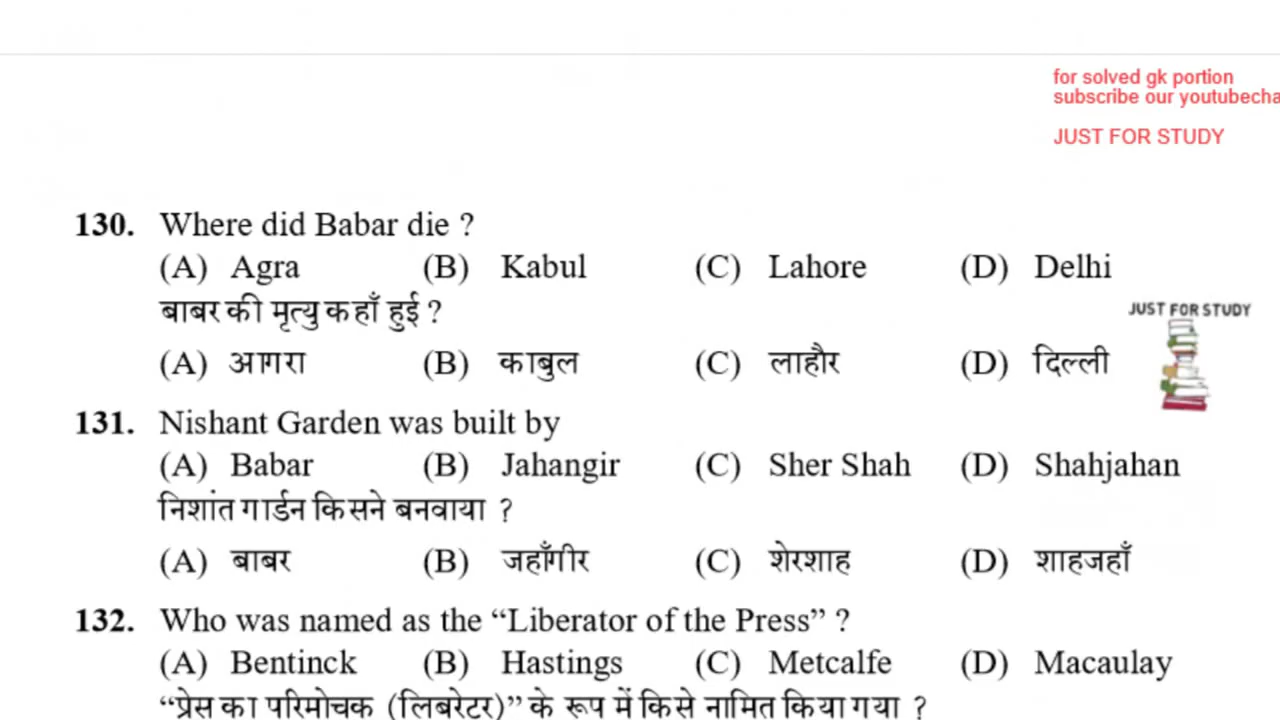 for solved gk portion
subscribe our youtubecha
JUST FOR STUDY
130. Where did Babar die ?
(A) Agra (B) Kabul (C) Lahore (D) Delhi
बाबर की मृत्यु कहाँ हुई ?
JUST FOR STUDY
(A) आगरा (B) काबुल (C) लाहौर (D) दिल्ली
131. Nishant Garden was built by
(A) Babar (B) Jahangir (C) Sher Shah (D) Shahjahan
निशांत गार्डन किसने बनवाया ?
(A) बाबर (B) जहाँगीर (C) शेरशाह (D) शाहजहाँ
132. Who was named as the “Liberator of the Press” ?
(A) Bentinck (B) Hastings (C) Metcalfe (D) Macaulay
“प्रेस का परिमोचक (लिबरेटर)” के रूप में किसे नामित किया गया ?